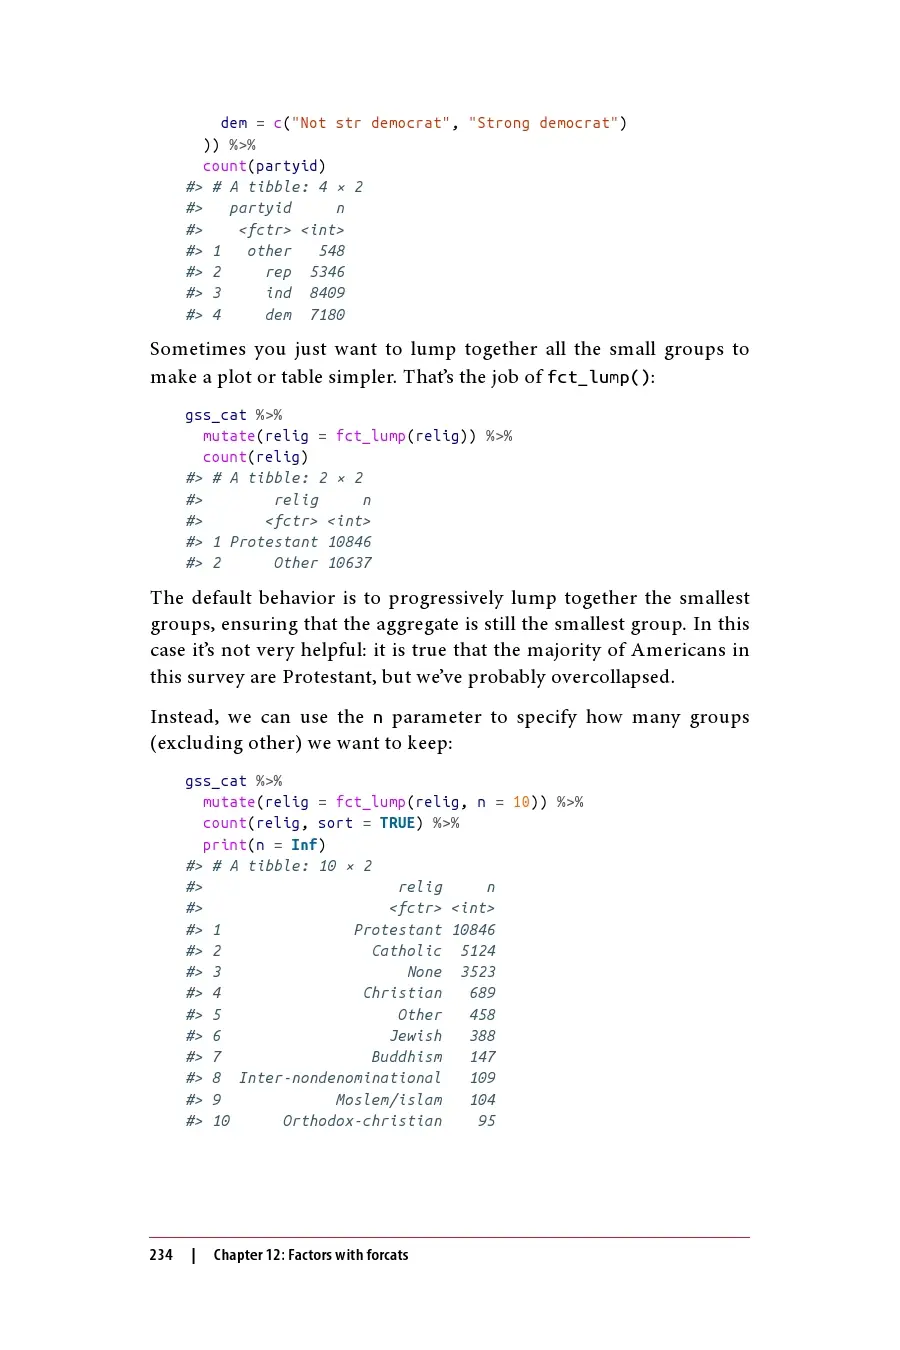 dem = c("Not str democrat", "Strong democrat")
  )) %>%
  count(partyid)
#> # A tibble: 4 × 2
#>   partyid     n
#>    <fctr> <int>
#> 1   other   548
#> 2     rep  5346
#> 3     ind  8409
#> 4     dem  7180
Sometimes you just want to lump together all the small groups to
make a plot or table simpler. That’s the job of fct_lump():
gss_cat %>%
  mutate(relig = fct_lump(relig)) %>%
  count(relig)
#> # A tibble: 2 × 2
#>        relig     n
#>       <fctr> <int>
#> 1 Protestant 10846
#> 2      Other 10637
The default behavior is to progressively lump together the smallest
groups, ensuring that the aggregate is still the smallest group. In this
case it’s not very helpful: it is true that the majority of Americans in
this survey are Protestant, but we’ve probably overcollapsed.
Instead, we can use the n parameter to specify how many groups
(excluding other) we want to keep:
gss_cat %>%
  mutate(relig = fct_lump(relig, n = 10)) %>%
  count(relig, sort = TRUE) %>%
  print(n = Inf)
#> # A tibble: 10 × 2
#>                      relig     n
#>                     <fctr> <int>
#> 1               Protestant 10846
#> 2                 Catholic  5124
#> 3                     None  3523
#> 4                Christian   689
#> 5                    Other   458
#> 6                   Jewish   388
#> 7                 Buddhism   147
#> 8  Inter-nondenominational   109
#> 9             Moslem/islam   104
#> 10      Orthodox-christian    95
234 | Chapter 12: Factors with forcats